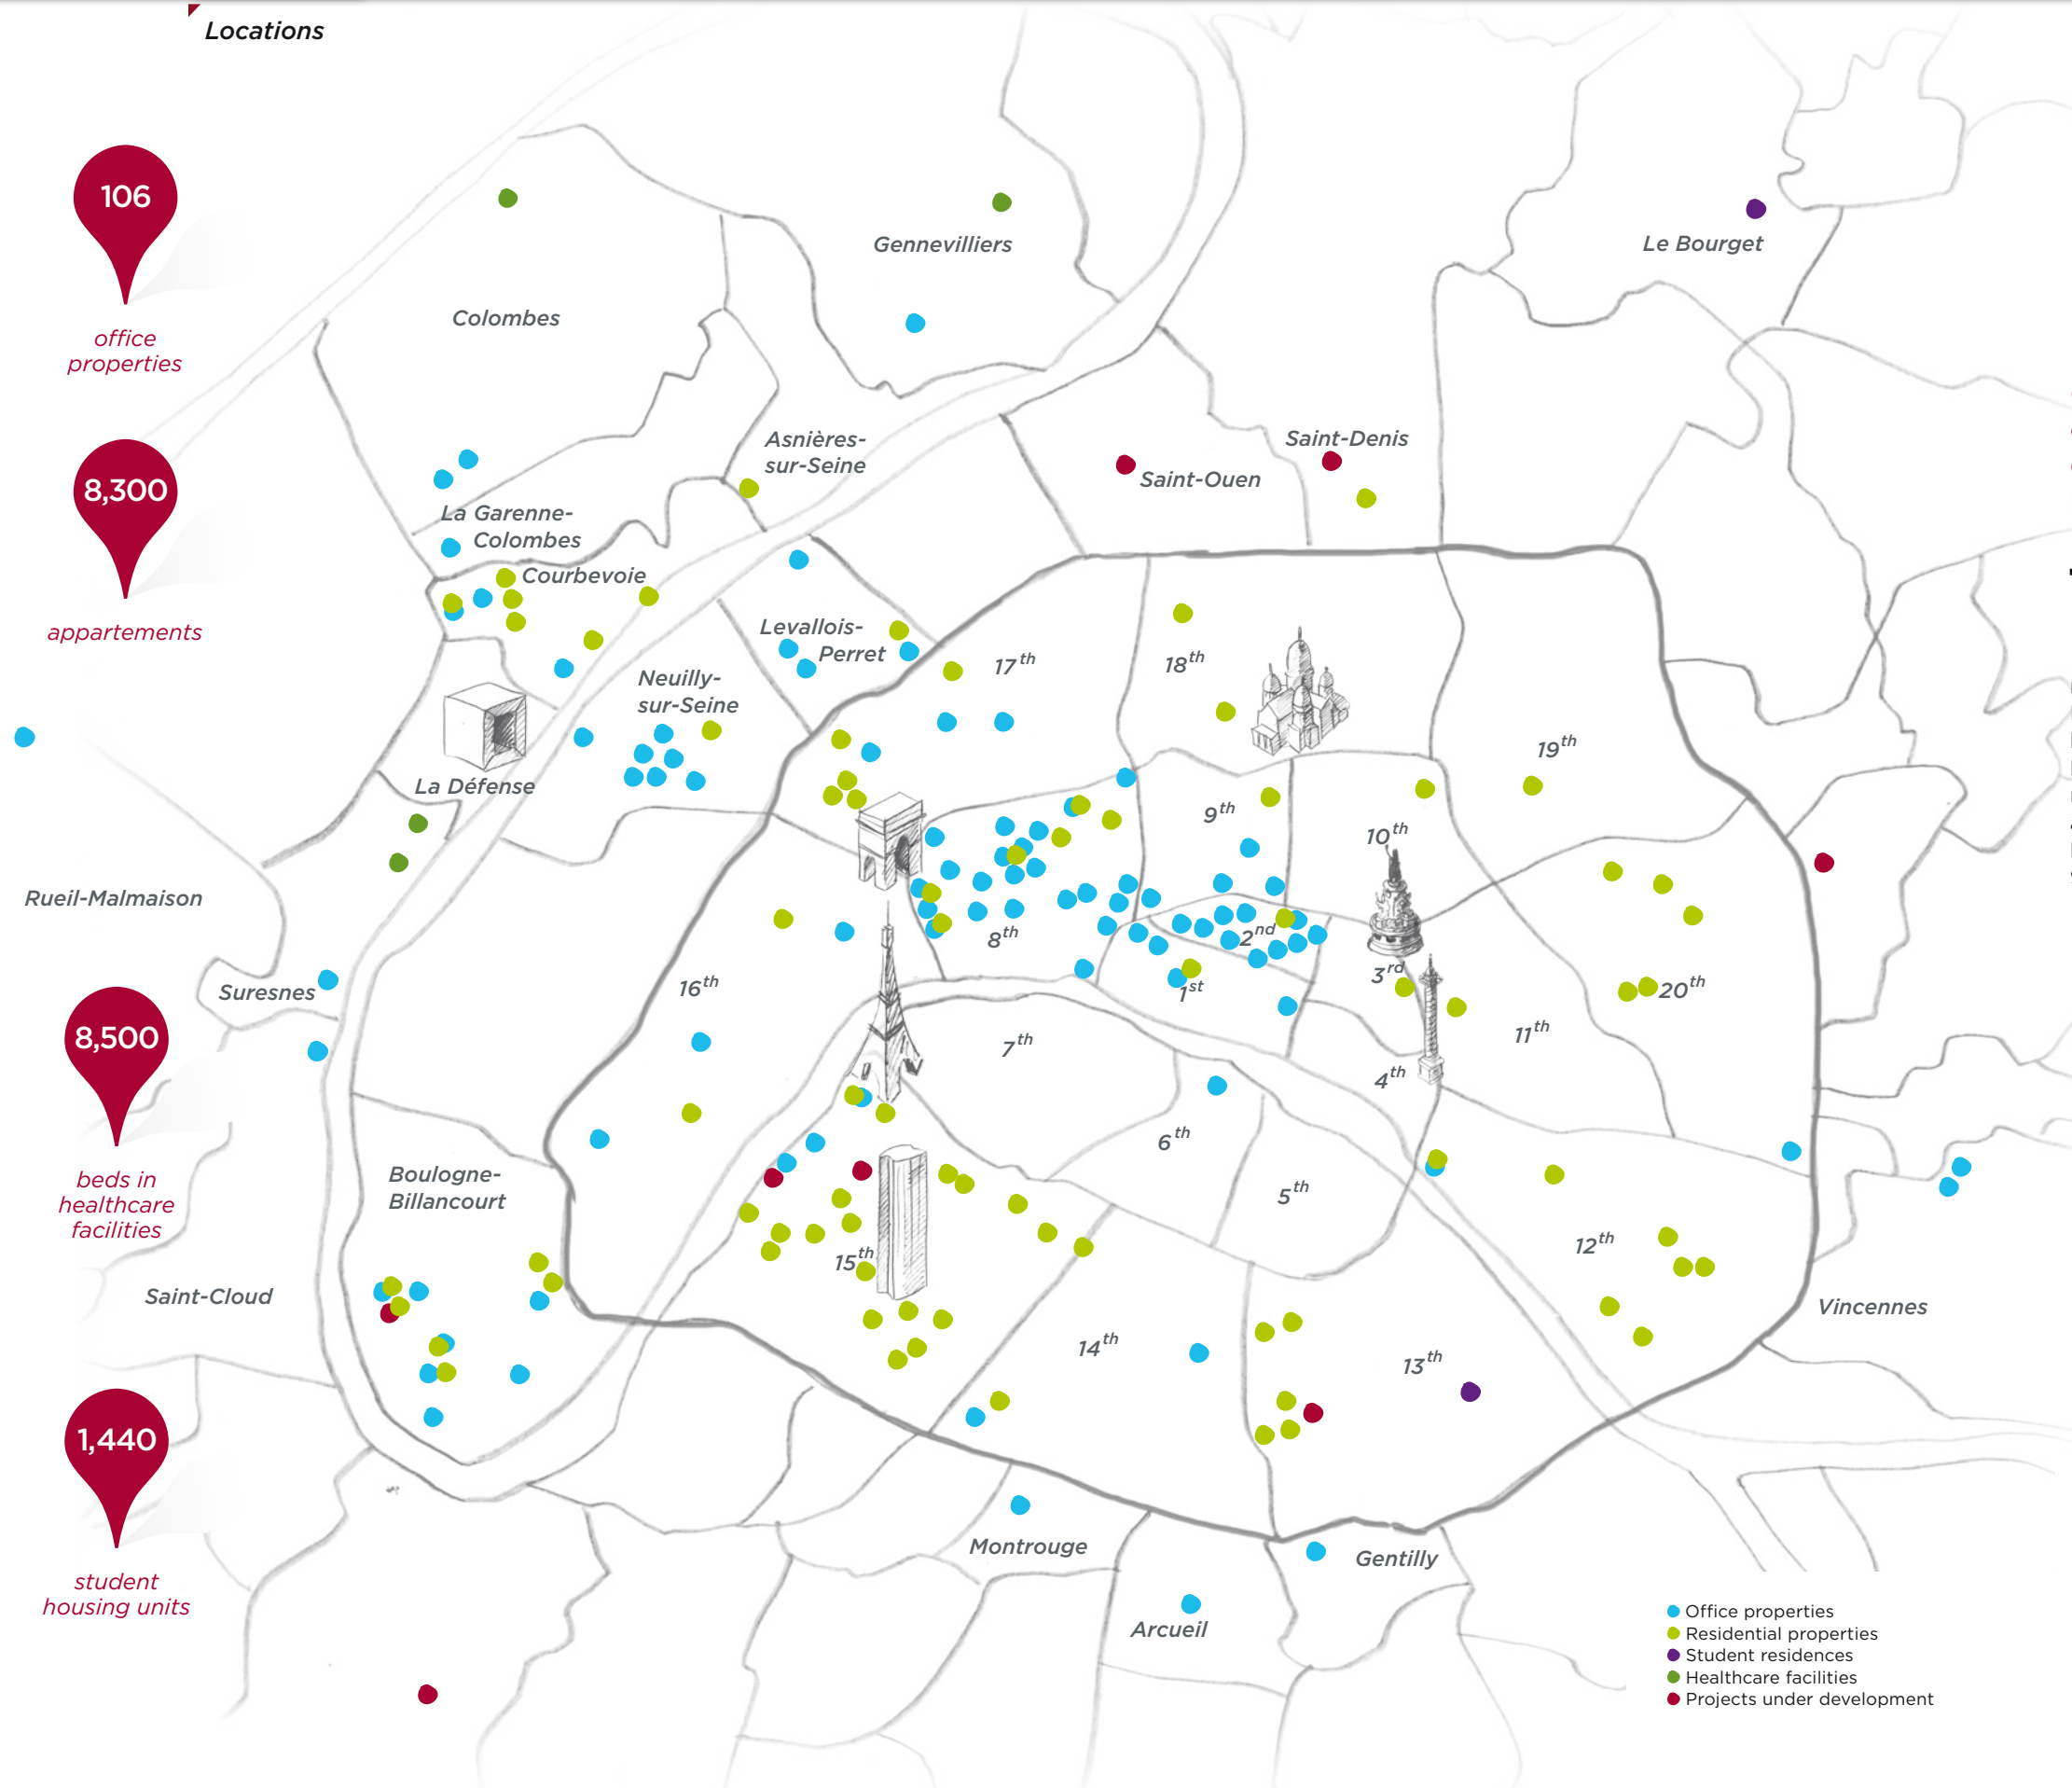 Locations
106
office
properties
8,300
appartements
8,500
beds in
healthcare
facilities
1,440
student
housing units
Gennevilliers
Le Bourget
Colombes
Asnières-
sur-Seine
Saint-Denis
Saint-Ouen
La Garenne-
Colombes
Courbevoie
Levallois-
Perret
Neuilly-
sur-Seine
17th
18th
19th
La Défense
9th
10th
Rueil-Malmaison
8th
2nd
3rd
Suresnes
16th
1st
20th
7th
11th
4th
6th
5th
Boulogne-
Billancourt
15th
12th
Saint-Cloud
Vincennes
14th
13th
Montrouge
Gentilly
Arcueil
Office properties
Residential properties
Student residences
Healthcare facilities
Projects under development